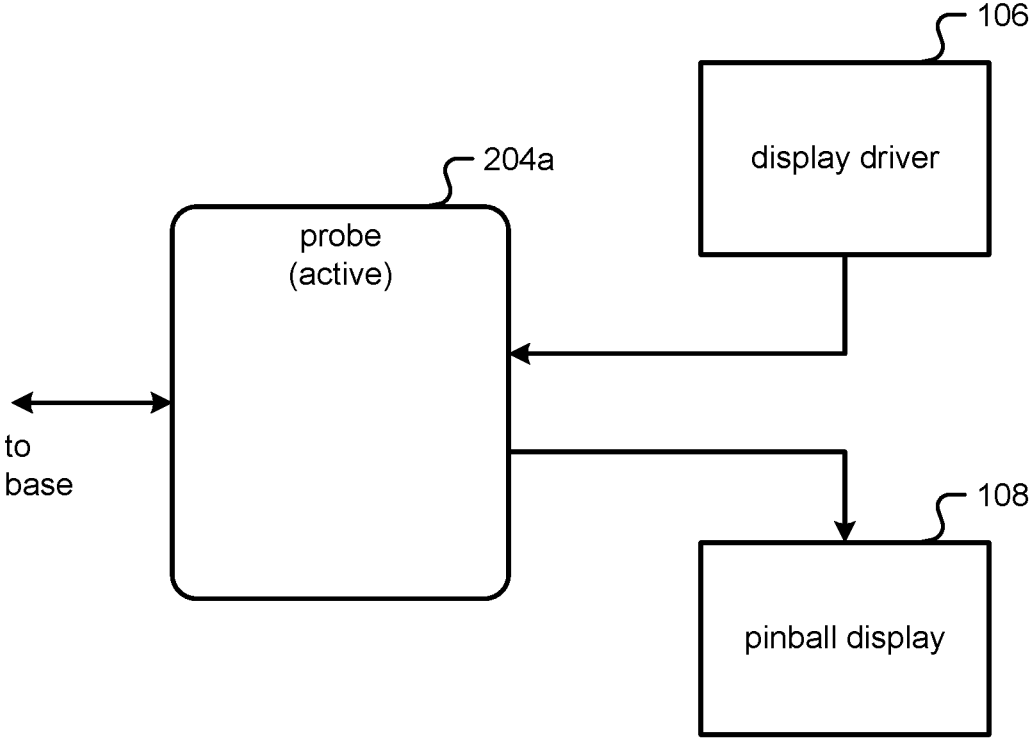 106
display driver
204a
probe
(active)
to
base
108
pinball display